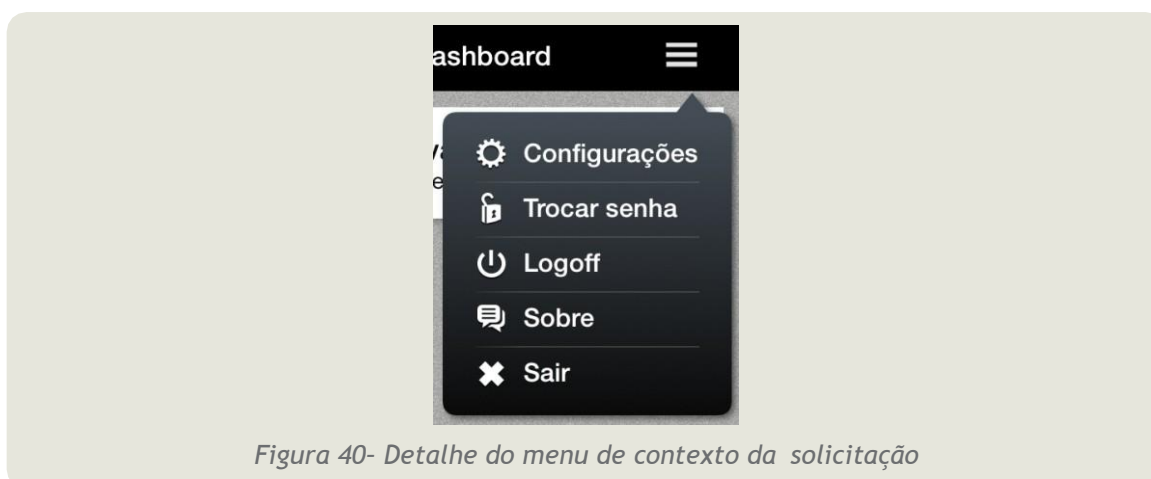 ashboard
Configurações
Trocar senha
Logoff
Sobre
Sair
Figura 40– Detalhe do menu de contexto da solicitação